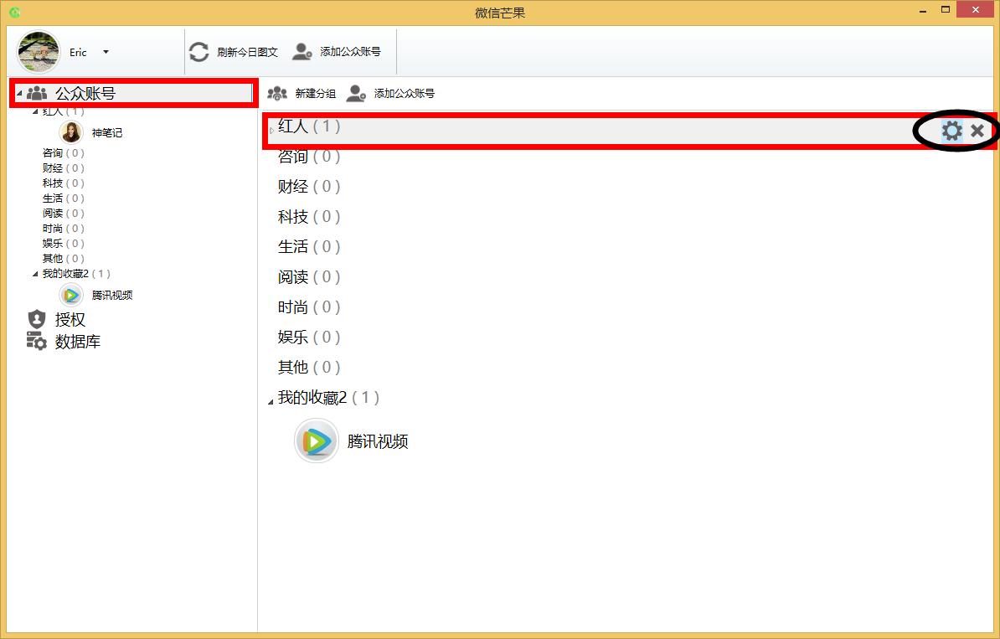 微信芒果
Eric
刷新今日图文
添加公众账号
公众账号
红人 ( 1 )
神笔记
咨询 ( 0 )
财经 ( 0 )
科技 ( 0 )
生活 ( 0 )
阅读 ( 0 )
时尚 ( 0 )
娱乐 ( 0 )
其他 ( 0 )
我的收藏2 ( 1 )
腾讯视频
授权
数据库
新建分组
添加公众账号
红人 ( 1 )
咨询 ( 0 )
财经 ( 0 )
科技 ( 0 )
生活 ( 0 )
阅读 ( 0 )
时尚 ( 0 )
娱乐 ( 0 )
其他 ( 0 )
我的收藏2 ( 1 )
腾讯视频